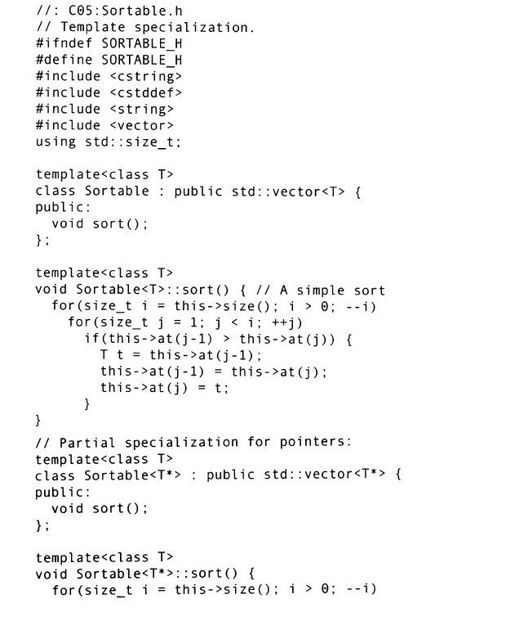 //: C05:Sortable.h
// Template specialization.
#ifndef SORTABLE_H
#define SORTABLE_H
#include <cstring>
#include <cstddef>
#include <string>
#include <vector>
using std::size_t;

template<class T>
class Sortable : public std::vector<T> {
public:
  void sort();
};

template<class T>
void Sortable<T>::sort() { // A simple sort
  for(size_t i = this->size(); i > 0; --i)
    for(size_t j = 1; j < i; ++j)
      if(this->at(j-1) > this->at(j)) {
        T t = this->at(j-1);
        this->at(j-1) = this->at(j);
        this->at(j) = t;
      }
}
// Partial specialization for pointers:
template<class T>
class Sortable<T*> : public std::vector<T*> {
public:
  void sort();
};

template<class T>
void Sortable<T*>::sort() {
  for(size_t i = this->size(); i > 0; --i)